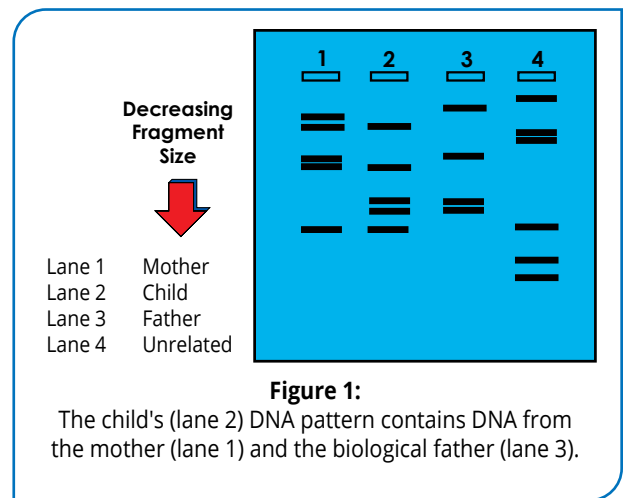 1 2 3 4
Decreasing
Fragment
Size
Lane 1 Mother
Lane 2 Child
Lane 3 Father
Lane 4 Unrelated
Figure 1:
The child's (lane 2) DNA pattern contains DNA from
the mother (lane 1) and the biological father (lane 3).